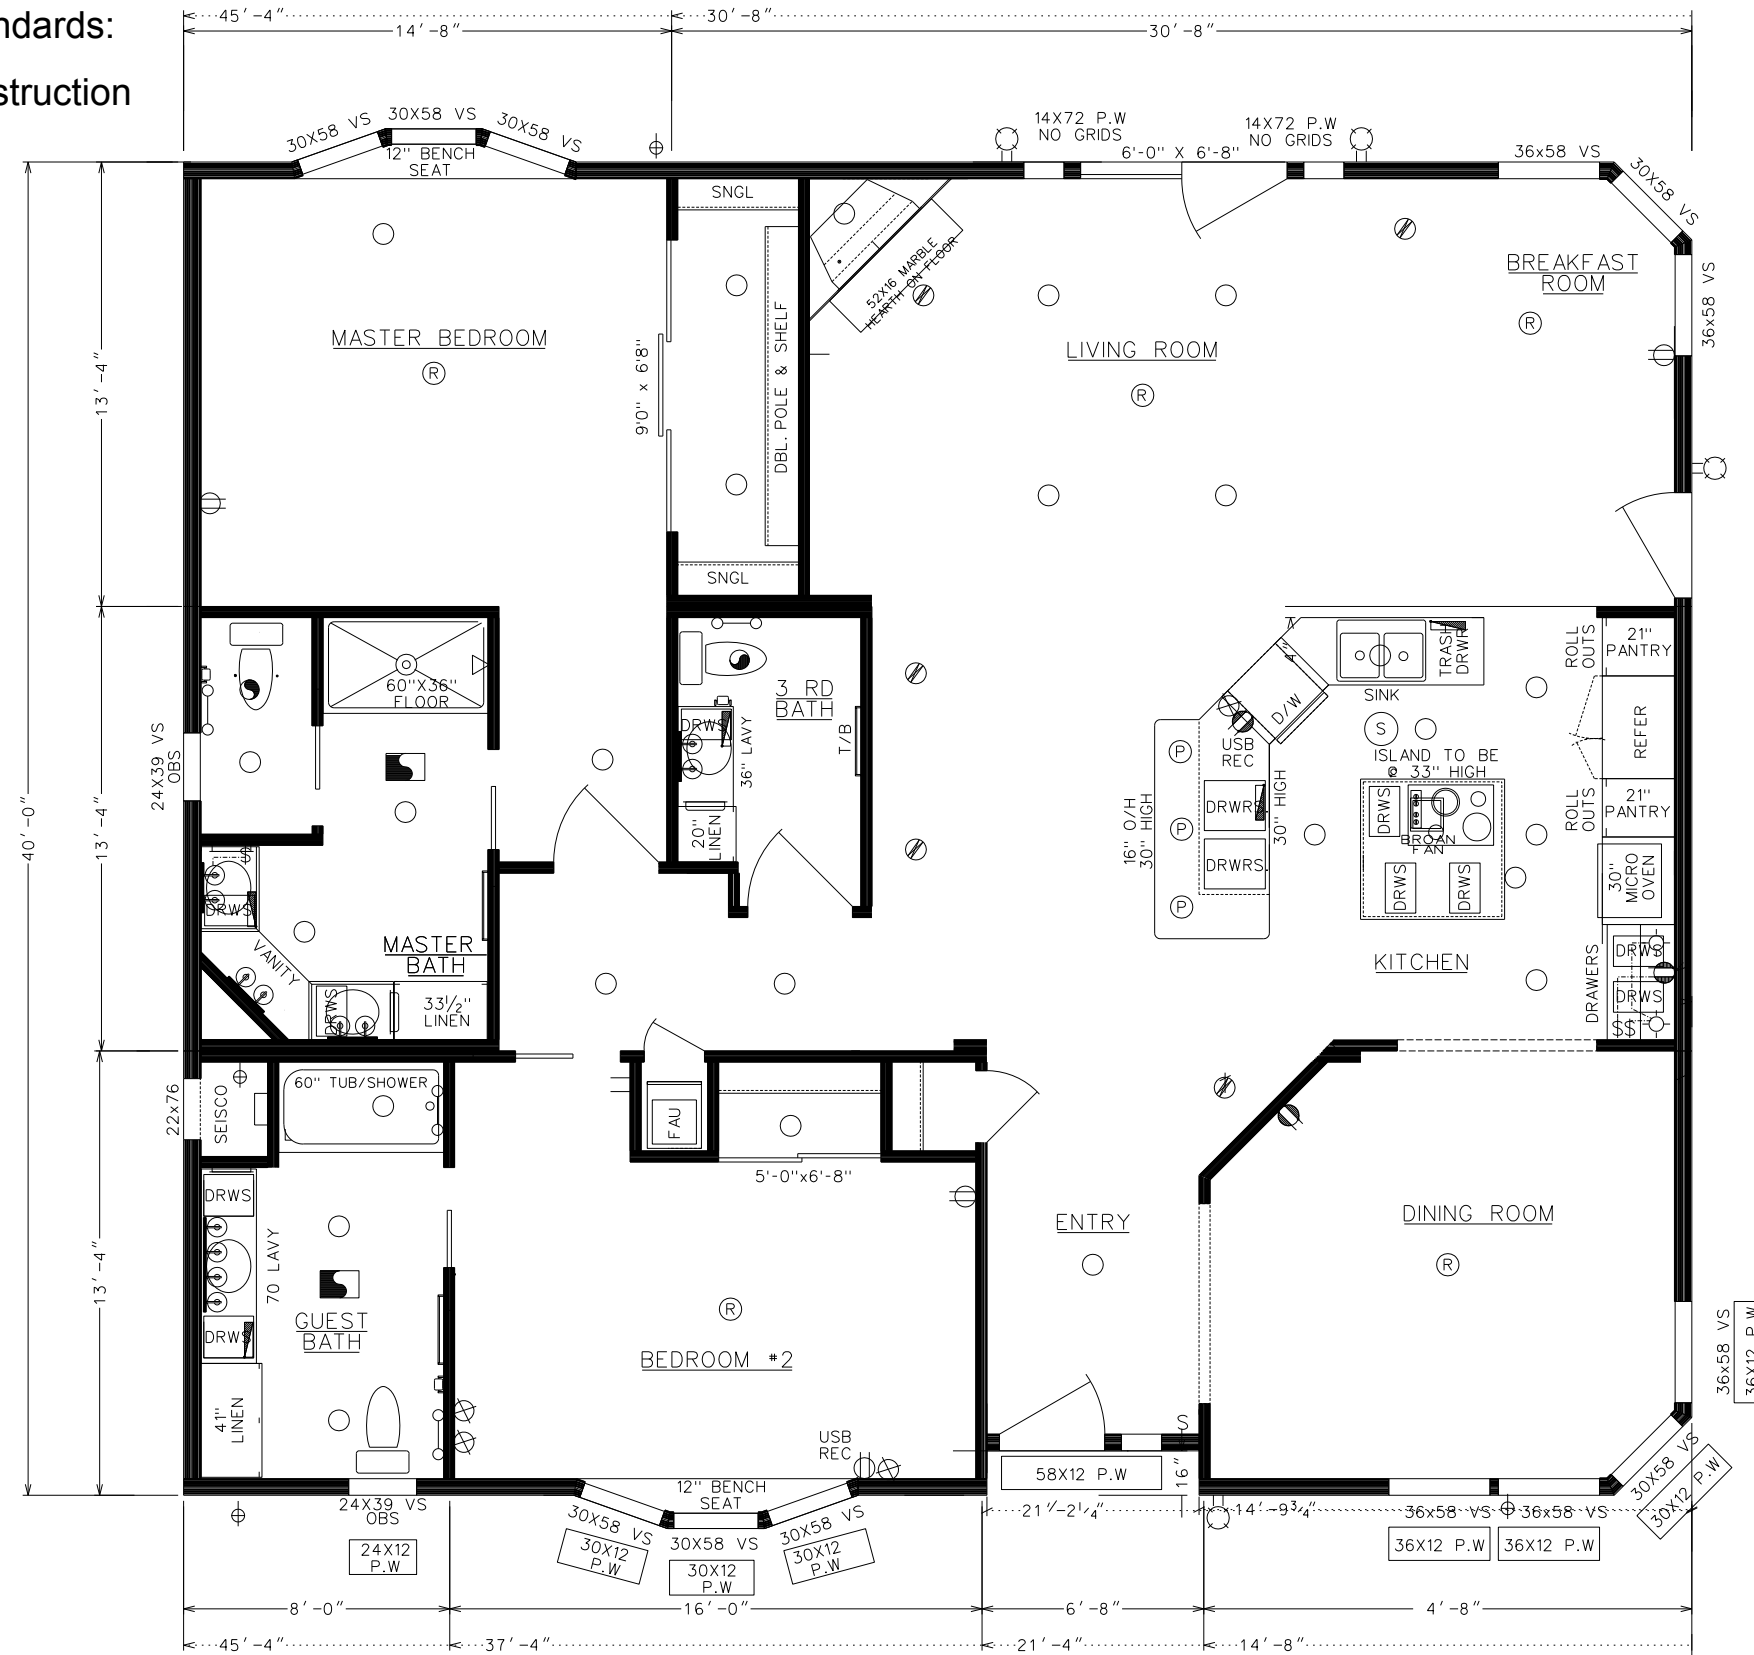 ndards:
struction
45'-4"
30'-8"
14'-8"
30'-8"
30X58 VS
30X58 VS
30X58 VS
12" BENCH
SEAT
14X72 P.W
NO GRIDS
14X72 P.W
NO GRIDS
6'-0" X 6'-8"
36x58 VS
30X58 VS
SNGL
52X16 MARBLE
HEARTH ON FLOOR
BREAKFAST
ROOM
R
36x58 VS
MASTER BEDROOM
R
9'0" x 6'8"
DBL. POLE & SHELF
LIVING ROOM
R
13'-4"
SNGL
40'-0"
13'-4"
24X39 VS
OBS
60"X36"
FLOOR
3 RD
BATH
DRWS
36" LAVY
T/B
20"
LINEN
4"
D/W
SINK
TRASH
DRWR
ROLL
OUTS
21"
PANTRY
S
USB
REC
REFER
ISLAND TO BE
@ 33" HIGH
P
P
P
16" O/H
30" HIGH
DRWRS.
DRWRS.
30" HIGH
DRWS
BROAN
FAN
DRWS
DRWS
ROLL
OUTS
21"
PANTRY
30"
MICRO
OVEN
DRWS
VANITY
MASTER
BATH
DRWS
33½"
LINEN
KITCHEN
DRAWERS
DRWS
DRWS
SS
13'-4"
22x76
SEISCO
60" TUB/SHOWER
FAU
5'-0"x6'-8"
DRWS
70 LAVY
DRWS
GUEST
BATH
41"
LINEN
R
BEDROOM #2
ENTRY
DINING ROOM
R
36x58 VS
36X12 P.W
USB
REC
S
12" BENCH
SEAT
58X12 P.W
16"
24X39 VS
OBS
24X12
P.W
30X58 VS
30X58 VS
30X58 VS
30X12
P.W
30X12
P.W
30X12
P.W
21'-2¼"
14'-9¾"
36x58 VS
36x58 VS
36X12 P.W
36X12 P.W
30X58 VS
30X12 P.W
8'-0"
16'-0"
6'-8"
4'-8"
45'-4"
37'-4"
21'-4"
14'-8"